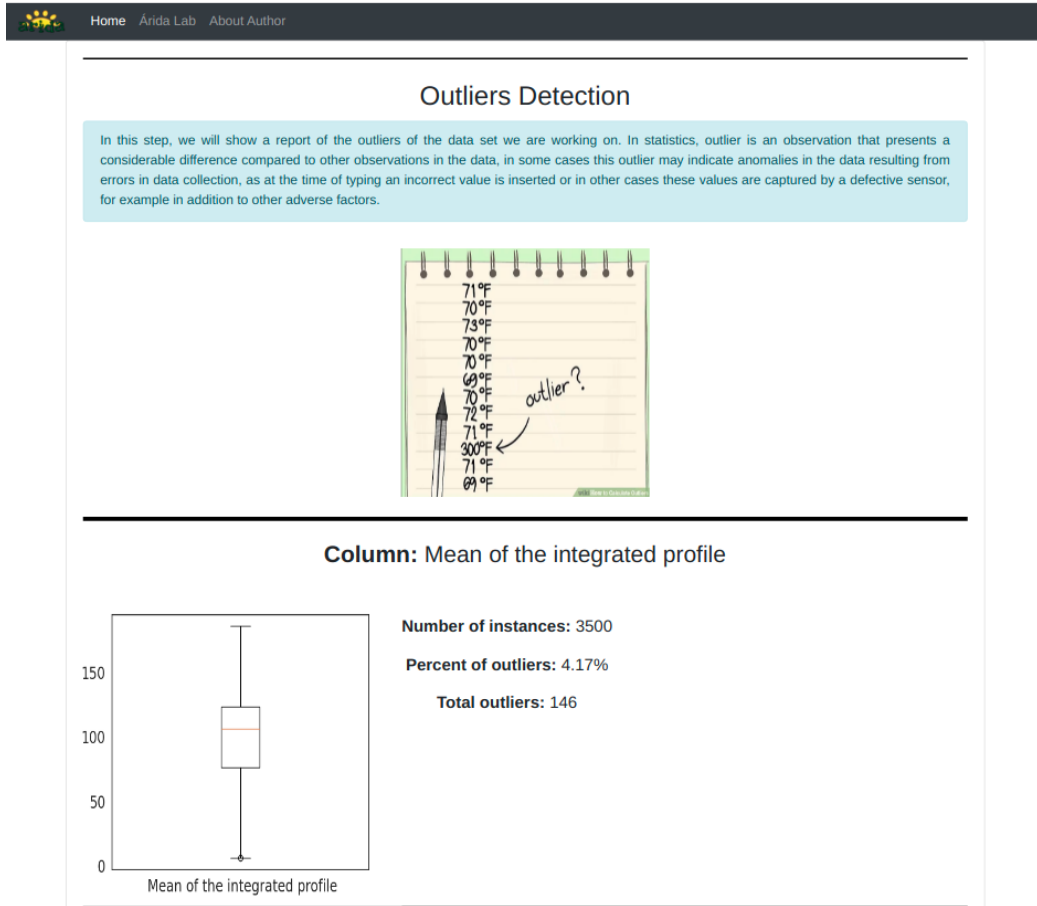 Home Árida Lab About Author
Outliers Detection
In this step, we will show a report of the outliers of the data set we are working on. In statistics, outlier is an observation that presents a
considerable difference compared to other observations in the data, in some cases this outlier may indicate anomalies in the data resulting from
errors in data collection, as at the time of typing an incorrect value is inserted or in other cases these values are captured by a defective sensor,
for example in addition to other adverse factors.
71°F
70°F
73°F
70°F
70°F
69°F
70°F
outlier?
72°F
71°F
300°F
71°F
69°F
Column: Mean of the integrated profile
Number of instances: 3500
Percent of outliers: 4.17%
Total outliers: 146
150
100
50
0
Mean of the integrated profile